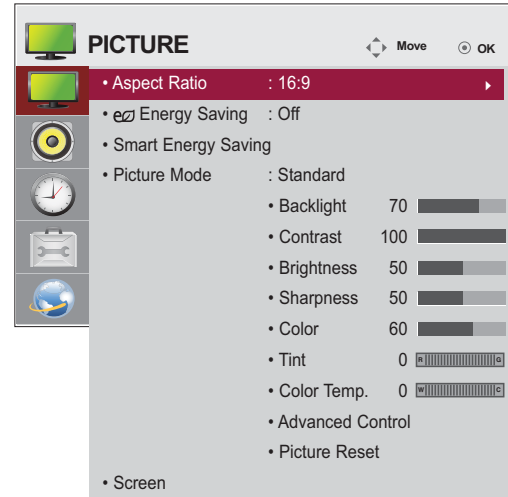 PICTURE
Move
OK
• Aspect Ratio : 16:9
• Energy Saving : Off
• Smart Energy Saving
• Picture Mode : Standard
• Backlight 70
• Contrast 100
• Brightness 50
• Sharpness 50
• Color 60
• Tint 0 R G
• Color Temp. 0 W C
• Advanced Control
• Picture Reset
• Screen